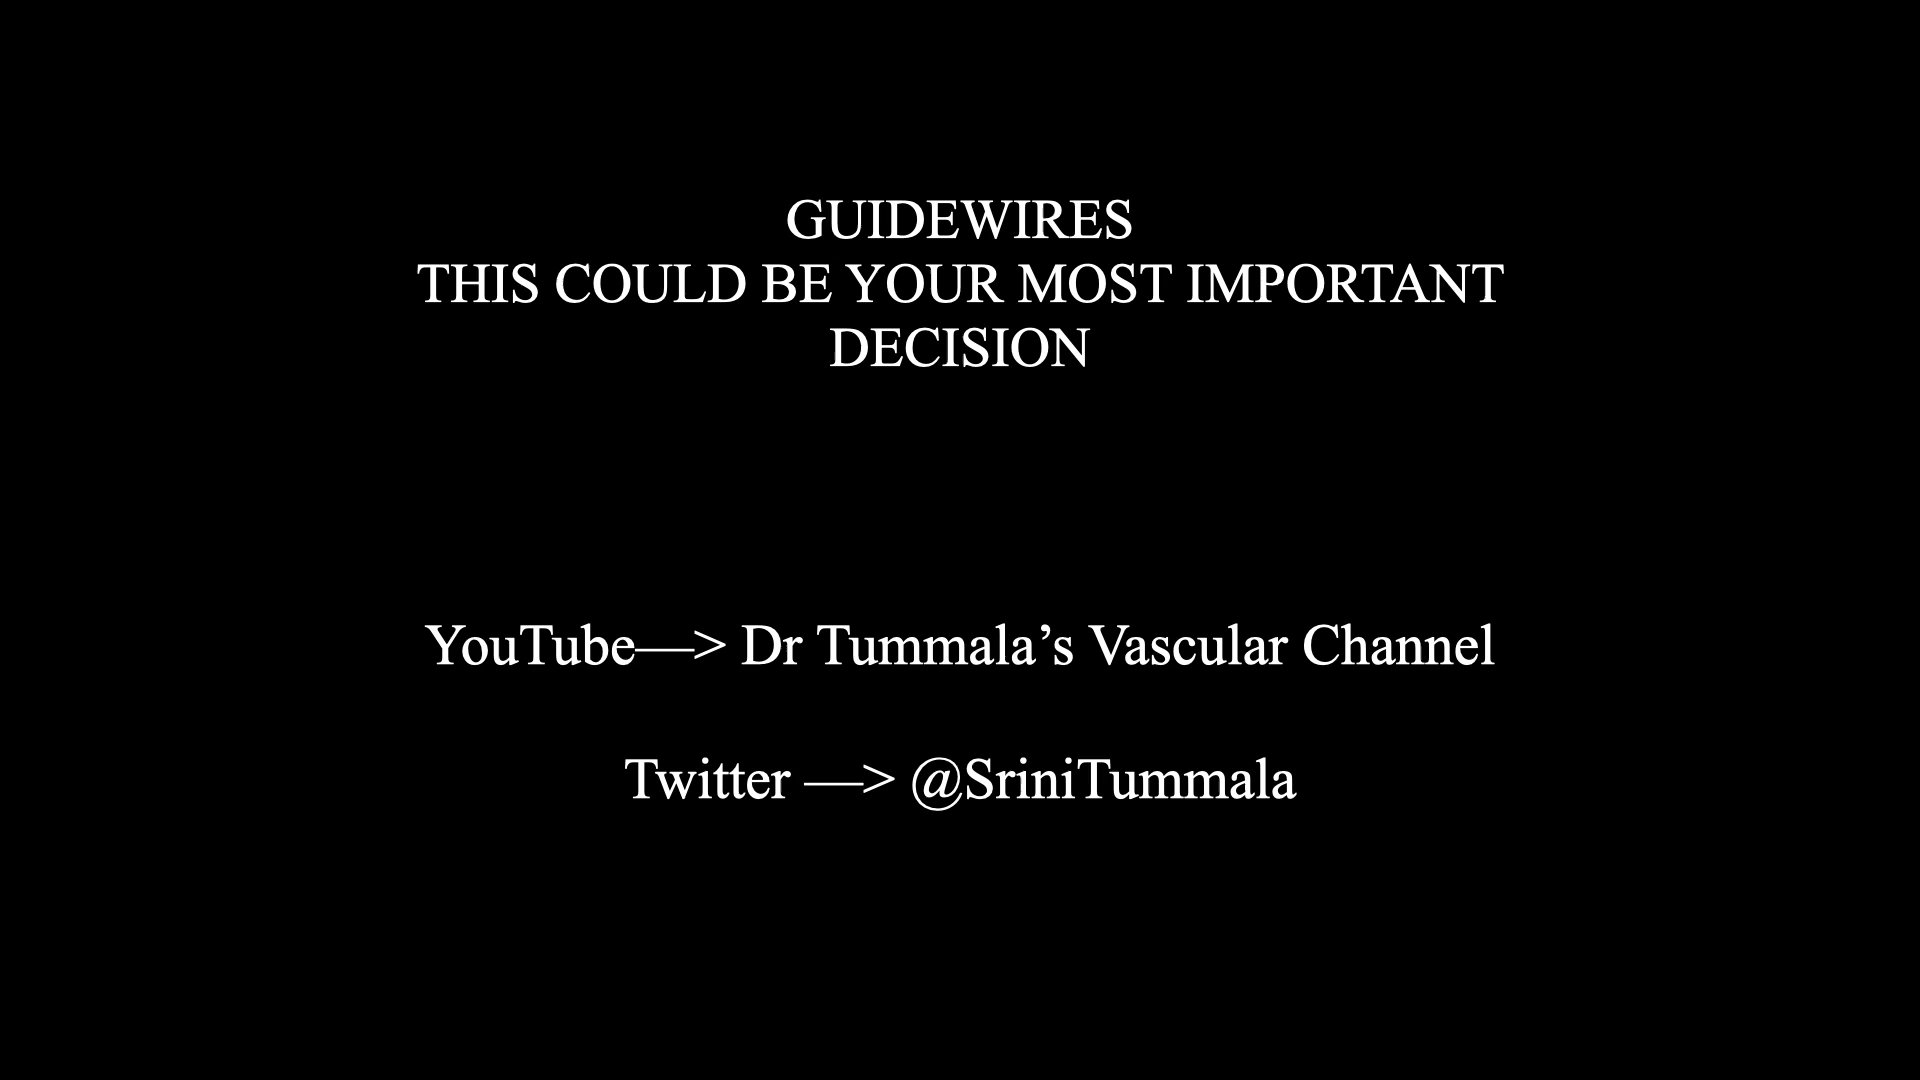 GUIDEWIRES
THIS COULD BE YOUR MOST IMPORTANT
DECISION
YouTube—> Dr Tummala’s Vascular Channel
Twitter —> @SriniTummala